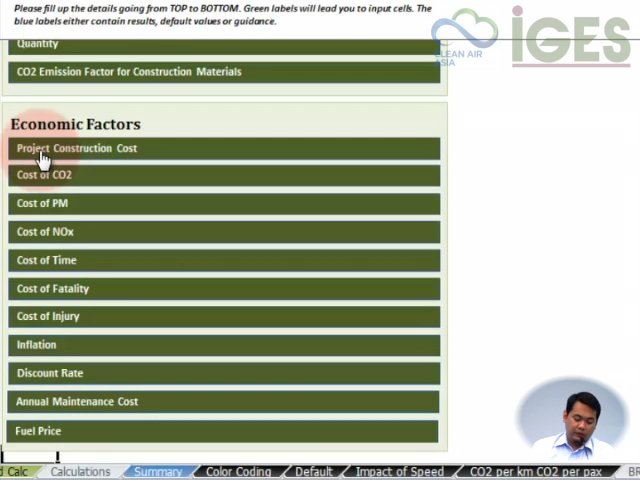 Please fill up the details going from TOP to BOTTOM. Green labels will lead you to input cells. The
blue labels either contain results, default values or guidance.
CLEAN AIR
ASIA
iGES
Quantity
CO2 Emission Factor for Construction Materials
Economic Factors
Project Construction Cost
Cost of CO2
Cost of PM
Cost of NOx
Cost of Time
Cost of Fatality
Cost of Injury
Inflation
Discount Rate
Annual Maintenance Cost
Fuel Price
d Calc Calculations Summary Color Coding Default Impact of Speed CO2 per km CO2 per pax BR